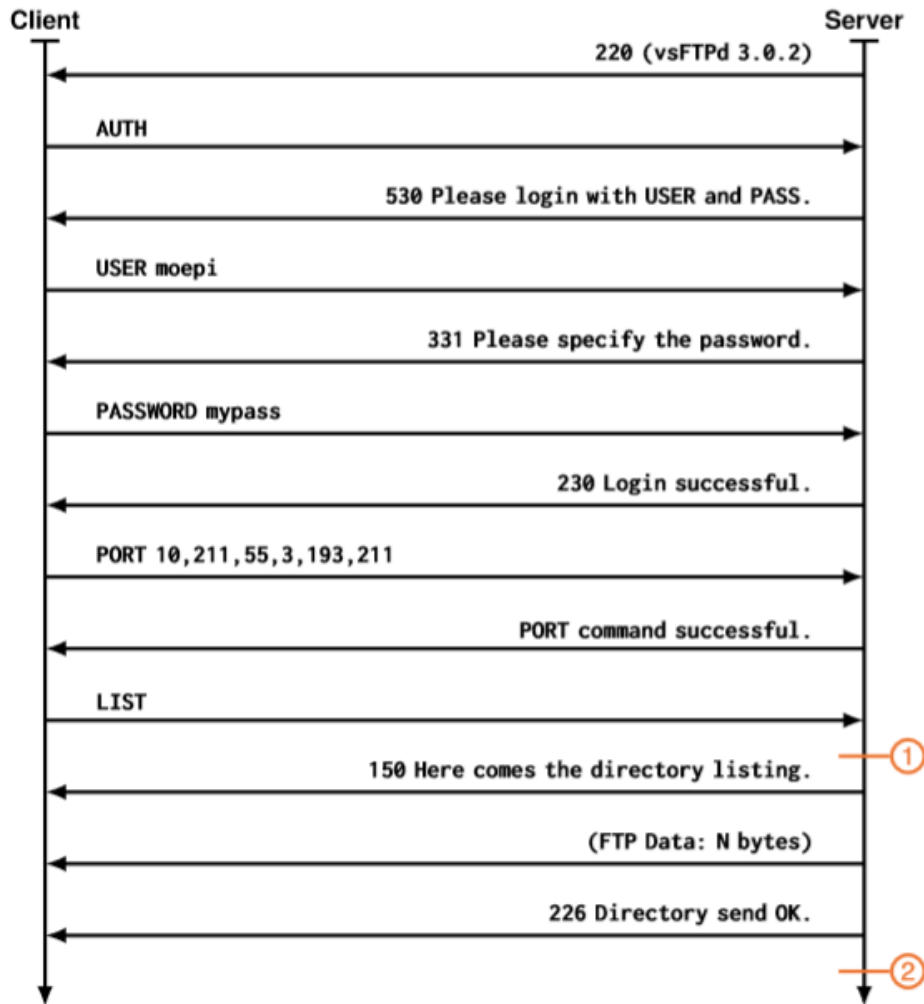 Client
Server
220 (vsFTPd 3.0.2)
AUTH
530 Please login with USER and PASS.
USER moepi
331 Please specify the password.
PASSWORD mypass
230 Login successful.
PORT 10,211,55,3,193,211
PORT command successful.
LIST
1
150 Here comes the directory listing.
(FTP Data: N bytes)
226 Directory send OK.
2